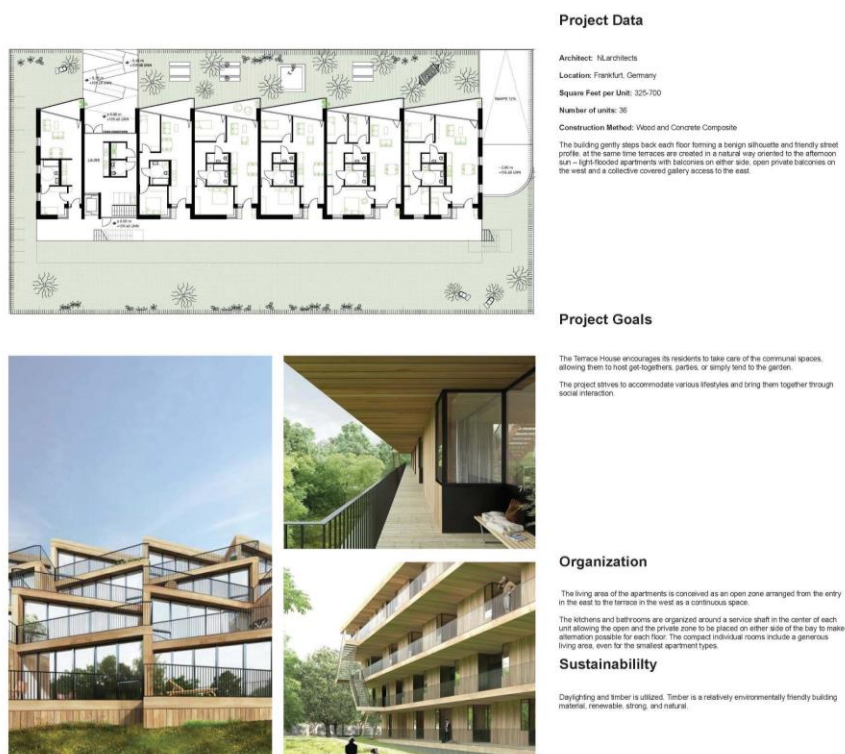 Project Data
Architect: NLarchitects
Location: Frankfurt, Germany
Square Feet per Unit: 325-700
Number of units: 36
Construction Method: Wood and Concrete Composite
The building gently steps back each floor forming a benign silhouette and friendly street
profile, at the same time terraces are created in a natural way oriented to the afternoon
sun – light-flooded apartments with balconies on either side, open private balconies on
the west and a collective covered gallery access to the east.
Project Goals
The Terrace House encourages its residents to take care of the communal spaces,
allowing them to host get-togethers, parties, or simply tend to the garden.
The project strives to accommodate various lifestyles and bring them together through
social interaction.
Organization
The living area of the apartments is conceived as an open zone arranged from the entry
in the east to the terrace in the west as a continuous space.
The kitchens and bathrooms are organized around a service shaft in the center of each
unit allowing the open and the private zone to be placed on either side of the bay to make
alternation possible for each floor. The compact individual rooms include a generous
living area, even for the smallest apartment types.
Sustainabililty
Daylighting and timber is utilized. Timber is a relatively environmentally friendly building
material, renewable, strong, and natural.